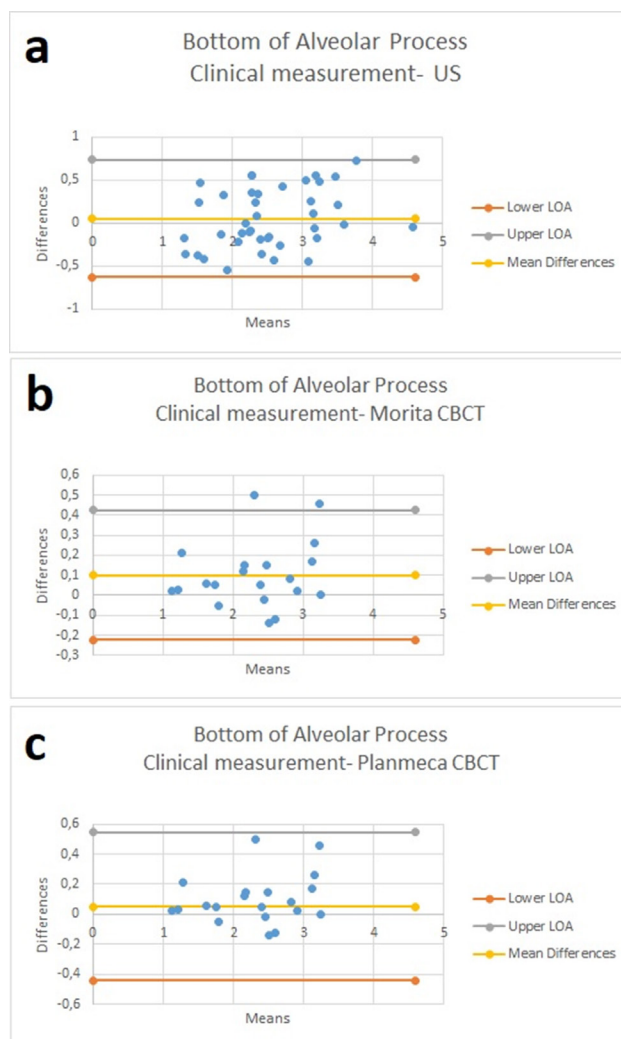 a
Bottom of Alveolar Process
Clinical measurement- US
1
0,5
0
-0,5
-1
0 1 2 3 4 5
Differences
Means
Lower LOA
Upper LOA
Mean Differences
b
Bottom of Alveolar Process
Clinical measurement- Morita CBCT
0,6
0,5
0,4
0,3
0,2
0,1
0
-0,1
-0,2
-0,3
0 1 2 3 4 5
Differences
Means
Lower LOA
Upper LOA
Mean Differences
c
Bottom of Alveolar Process
Clinical measurement- Planmeca CBCT
0,6
0,4
0,2
0
-0,2
-0,4
-0,6
0 1 2 3 4 5
Differences
Means
Lower LOA
Upper LOA
Mean Differences